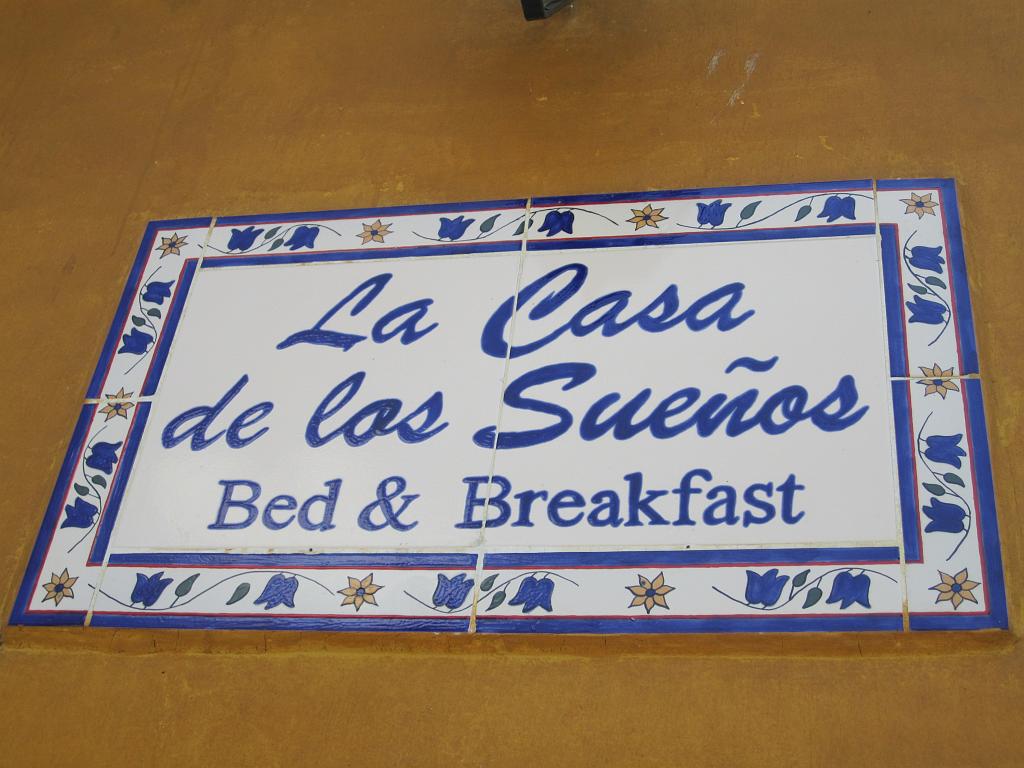 La Casa
de los Sueños
Bed & Breakfast